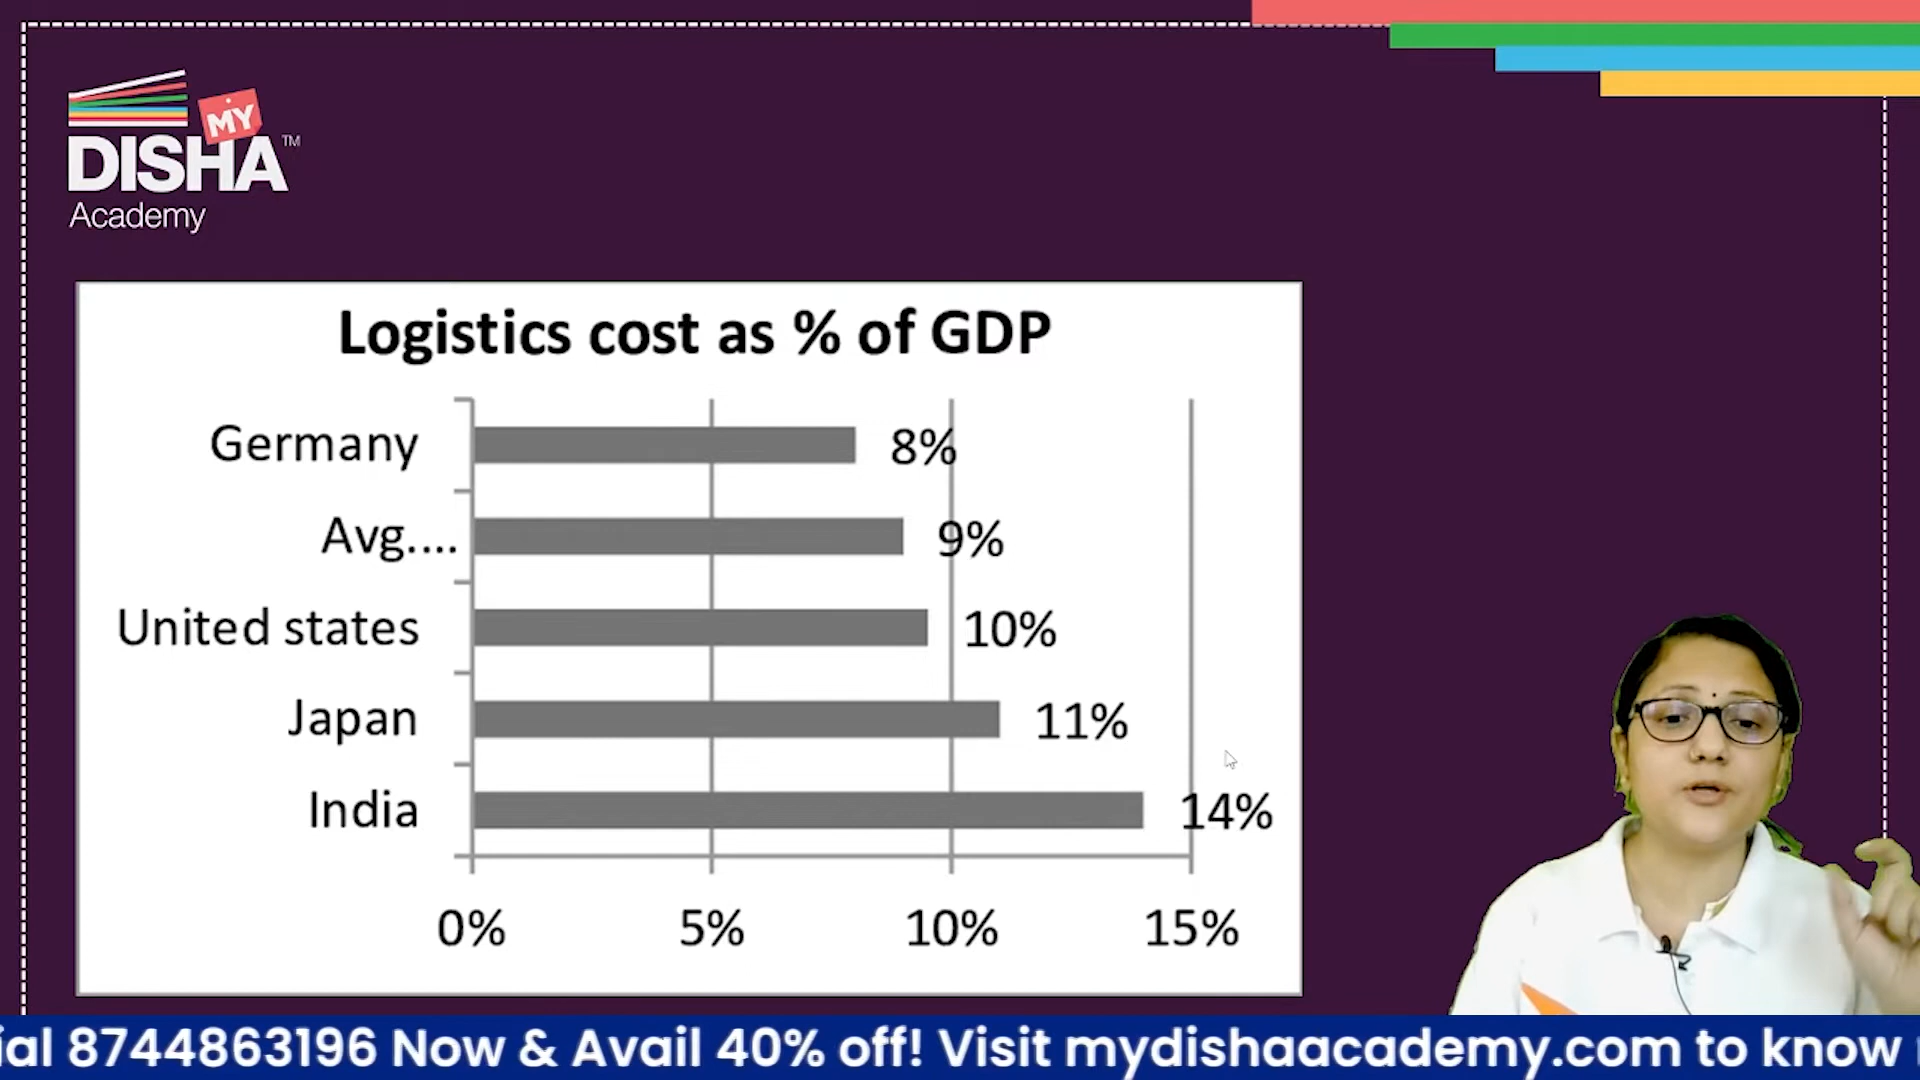 MY
DISHA™
Academy
Logistics cost as % of GDP
Germany 8%
Avg.... 9%
United states 10%
Japan 11%
India 14%
0% 5% 10% 15%
ial 8744863196 Now & Avail 40% off! Visit mydishaacademy.com to know